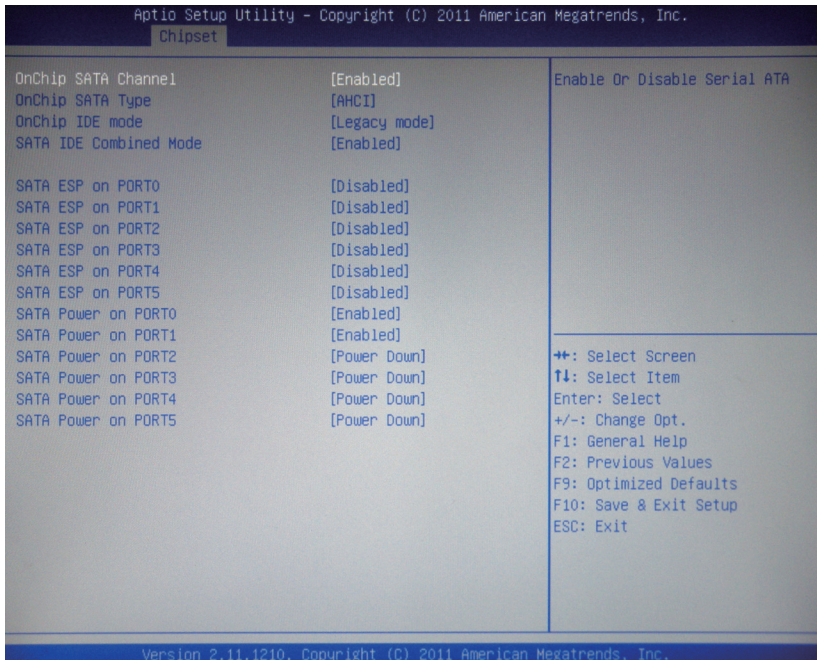 Aptio Setup Utility – Copyright (C) 2011 American Megatrends, Inc.
Chipset
OnChip SATA Channel [Enabled]
OnChip SATA Type [AHCI]
OnChip IDE mode [Legacy mode]
SATA IDE Combined Mode [Enabled]
SATA ESP on PORT0 [Disabled]
SATA ESP on PORT1 [Disabled]
SATA ESP on PORT2 [Disabled]
SATA ESP on PORT3 [Disabled]
SATA ESP on PORT4 [Disabled]
SATA ESP on PORT5 [Disabled]
SATA Power on PORT0 [Enabled]
SATA Power on PORT1 [Enabled]
SATA Power on PORT2 [Power Down]
SATA Power on PORT3 [Power Down]
SATA Power on PORT4 [Power Down]
SATA Power on PORT5 [Power Down]
Enable Or Disable Serial ATA
→←: Select Screen
↑↓: Select Item
Enter: Select
+/-: Change Opt.
F1: General Help
F2: Previous Values
F9: Optimized Defaults
F10: Save & Exit Setup
ESC: Exit
Version 2.11.1210. Copyright (C) 2011 American Megatrends, Inc.